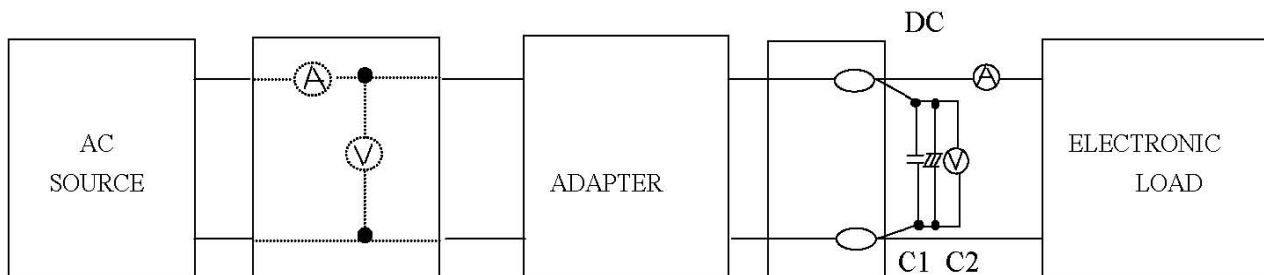 DC
A
A
AC
SOURCE
V
ADAPTER
V
ELECTRONIC
LOAD
C1 C2